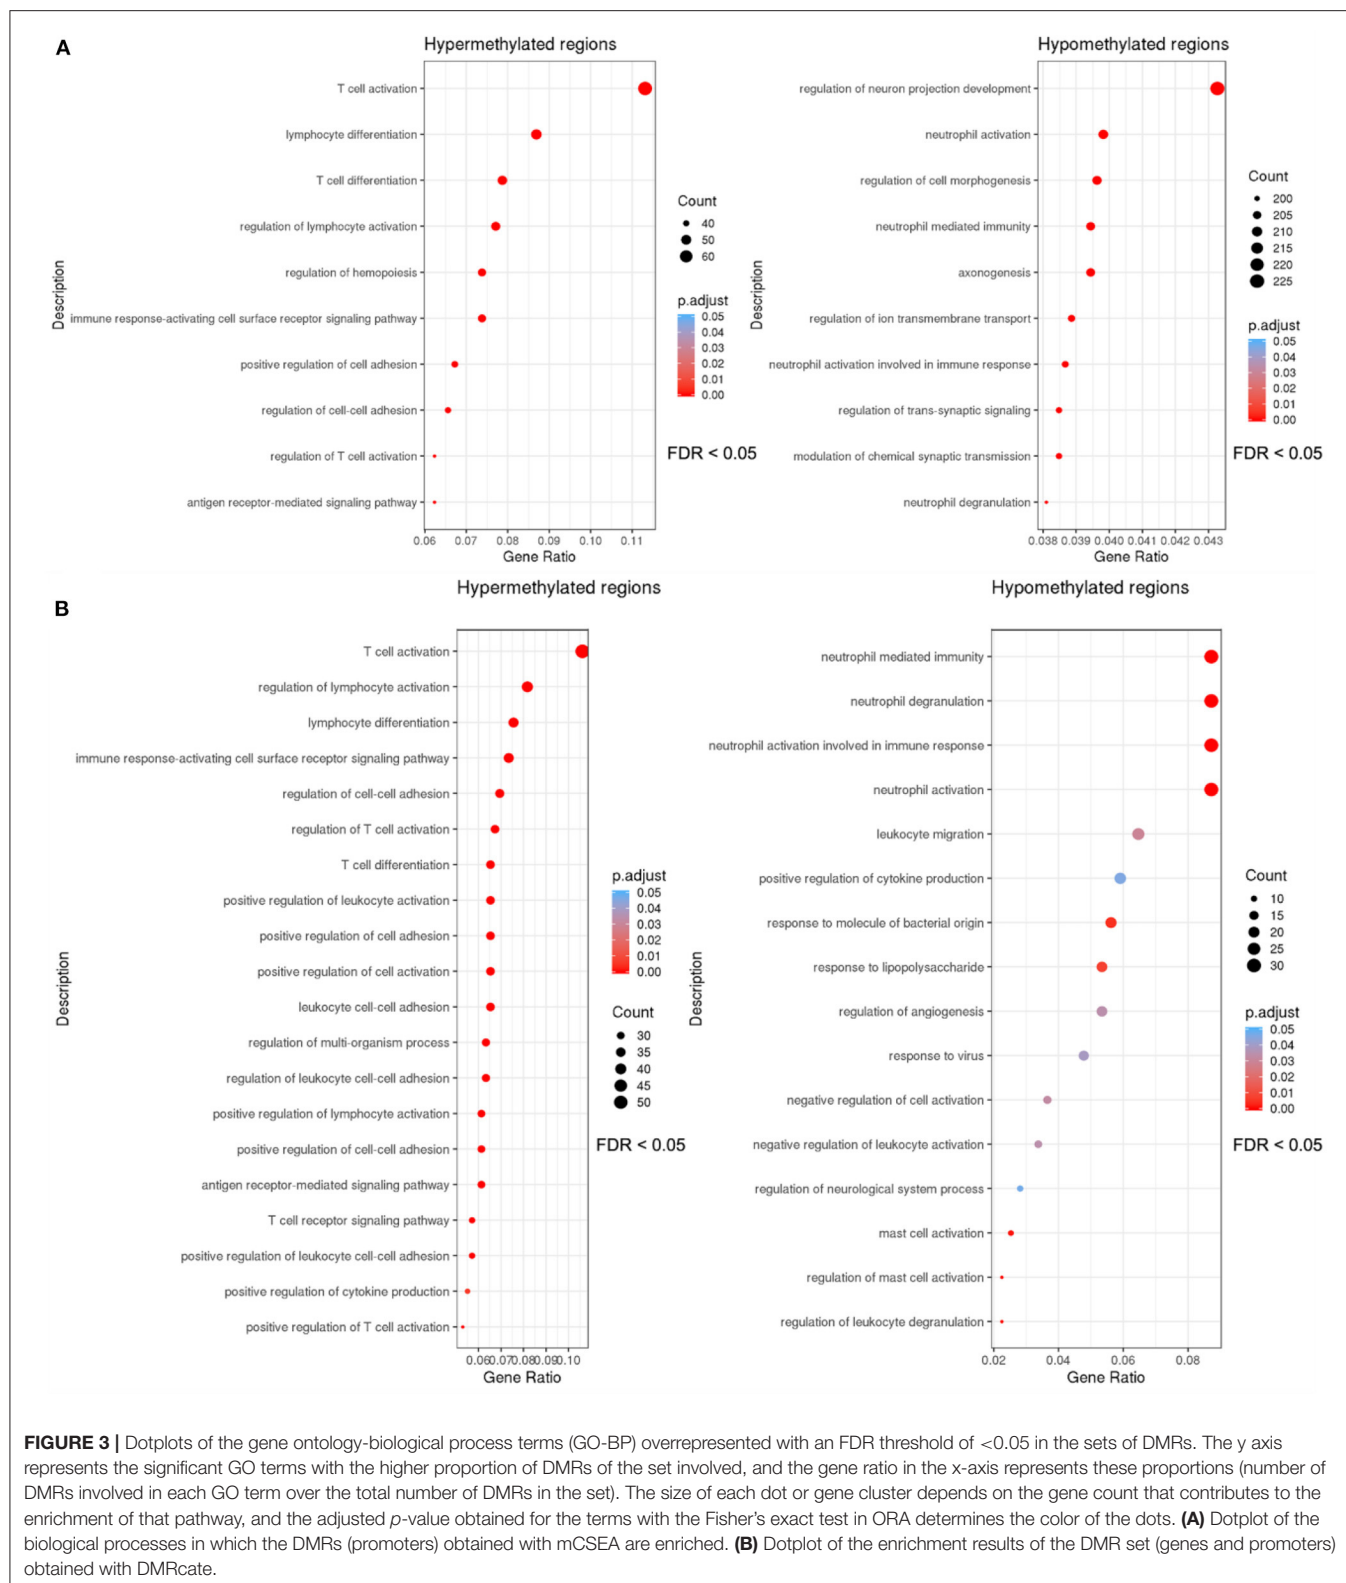 A
Hypermethylated regions
Description
T cell activation
lymphocyte differentiation
T cell differentiation
regulation of lymphocyte activation
regulation of hemopoiesis
immune response-activating cell surface receptor signaling pathway
positive regulation of cell adhesion
regulation of cell-cell adhesion
regulation of T cell activation
antigen receptor-mediated signaling pathway
0.06 0.07 0.08 0.09 0.10 0.11
Gene Ratio
Count
40
50
60
p.adjust
0.05
0.04
0.03
0.02
0.01
0.00
FDR < 0.05
Hypomethylated regions
Description
regulation of neuron projection development
neutrophil activation
regulation of cell morphogenesis
neutrophil mediated immunity
axonogenesis
regulation of ion transmembrane transport
neutrophil activation involved in immune response
regulation of trans-synaptic signaling
modulation of chemical synaptic transmission
neutrophil degranulation
0.038 0.039 0.040 0.041 0.042 0.043
Gene Ratio
Count
200
205
210
215
220
225
p.adjust
0.05
0.04
0.03
0.02
0.01
0.00
FDR < 0.05
B
Hypermethylated regions
Description
T cell activation
regulation of lymphocyte activation
lymphocyte differentiation
immune response-activating cell surface receptor signaling pathway
regulation of cell-cell adhesion
regulation of T cell activation
T cell differentiation
positive regulation of leukocyte activation
positive regulation of cell adhesion
positive regulation of cell activation
leukocyte cell-cell adhesion
regulation of multi-organism process
regulation of leukocyte cell-cell adhesion
positive regulation of lymphocyte activation
positive regulation of cell-cell adhesion
antigen receptor-mediated signaling pathway
T cell receptor signaling pathway
positive regulation of leukocyte cell-cell adhesion
positive regulation of cytokine production
positive regulation of T cell activation
0.06 0.07 0.08 0.09 0.10
Gene Ratio
p.adjust
0.05
0.04
0.03
0.02
0.01
0.00
Count
30
35
40
45
50
FDR < 0.05
Hypomethylated regions
Description
neutrophil mediated immunity
neutrophil degranulation
neutrophil activation involved in immune response
neutrophil activation
leukocyte migration
positive regulation of cytokine production
response to molecule of bacterial origin
response to lipopolysaccharide
regulation of angiogenesis
response to virus
negative regulation of cell activation
negative regulation of leukocyte activation
regulation of neurological system process
mast cell activation
regulation of mast cell activation
regulation of leukocyte degranulation
0.02 0.04 0.06 0.08
Gene Ratio
Count
10
15
20
25
30
p.adjust
0.05
0.04
0.03
0.02
0.01
0.00
FDR < 0.05
FIGURE 3 | Dotplots of the gene ontology-biological process terms (GO-BP) overrepresented with an FDR threshold of <0.05 in the sets of DMRs. The y axis
represents the significant GO terms with the higher proportion of DMRs of the set involved, and the gene ratio in the x-axis represents these proportions (number of
DMRs involved in each GO term over the total number of DMRs in the set). The size of each dot or gene cluster depends on the gene count that contributes to the
enrichment of that pathway, and the adjusted p-value obtained for the terms with the Fisher's exact test in ORA determines the color of the dots. (A) Dotplot of the
biological processes in which the DMRs (promoters) obtained with mCSEA are enriched. (B) Dotplot of the enrichment results of the DMR set (genes and promoters)
obtained with DMRcate.